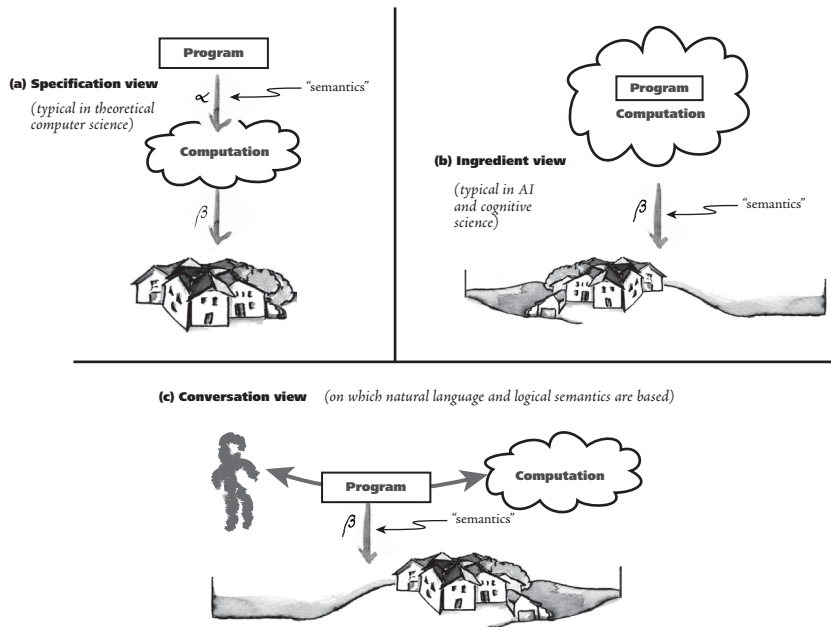 Program
(a) Specification view
"semantics"
α
(typical in theoretical
computer science)
Computation
β
Program
Computation
(b) Ingredient view
(typical in AI
and cognitive
science)
β
"semantics"
(c) Conversation view (on which natural language and logical semantics are based)
Program
Computation
β
"semantics"